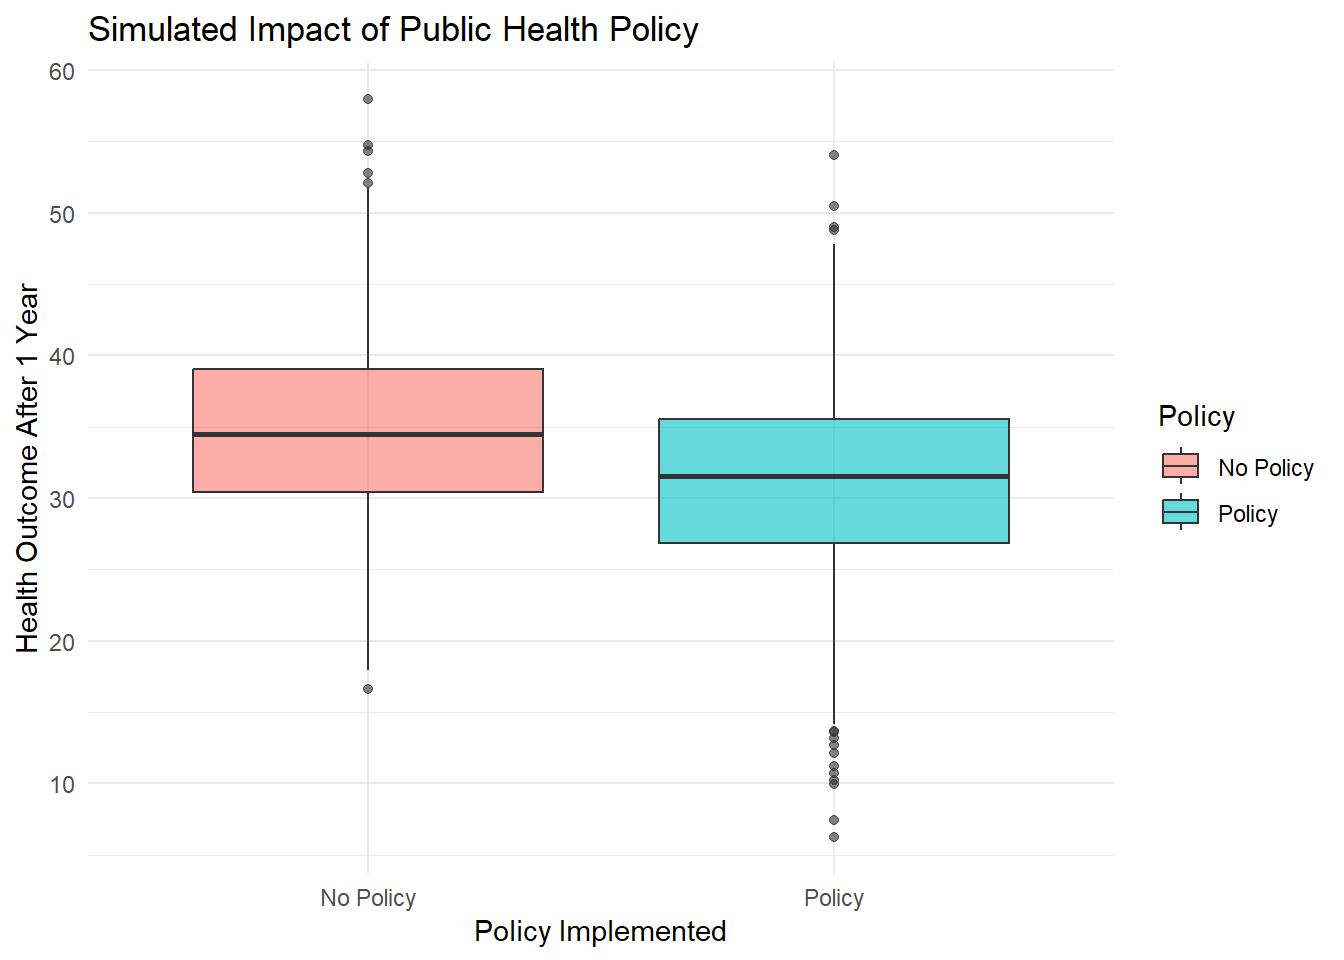 Simulated Impact of Public Health Policy
Health Outcome After 1 Year
60
50
40
30
20
10
No Policy
Policy
Policy Implemented
Policy
No Policy
Policy